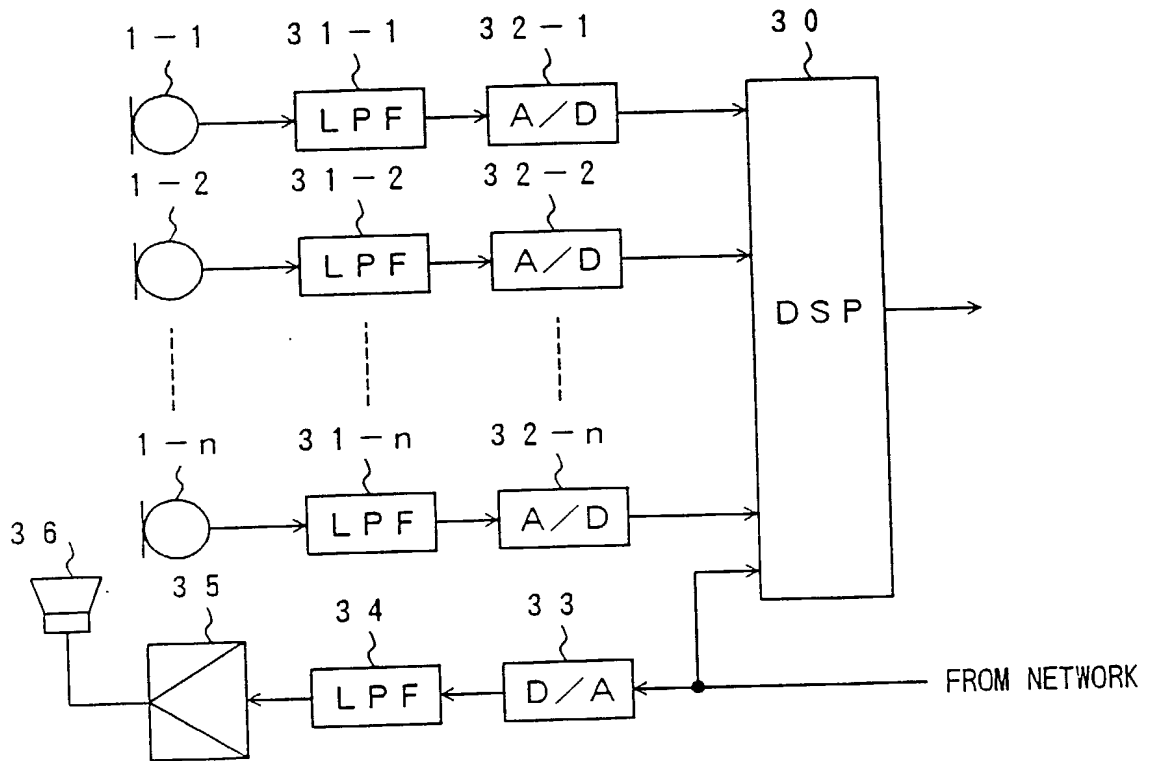 30
1-1 31-1 32-1
LPF A/D
1-2 31-2 32-2
LPF A/D
DSP
1-n 31-n 32-n
LPF A/D
36
35 34 33
LPF D/A FROM NETWORK